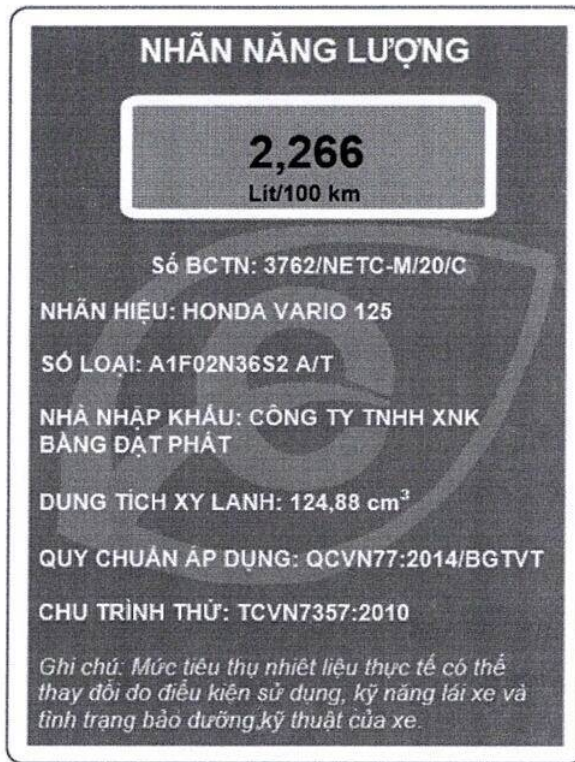 NHÃN NĂNG LƯỢNG
2,266
Lít/100 km
Số BCTN: 3762/NETC-M/20/C
NHÃN HIỆU: HONDA VARIO 125
SỐ LOẠI: A1F02N36S2 A/T
NHÀ NHẬP KHẨU: CÔNG TY TNHH XNK
BẰNG ĐẠT PHÁT
DUNG TÍCH XY LANH: 124,88 cm³
QUY CHUẨN ÁP DỤNG: QCVN77:2014/BGTVT
CHU TRÌNH THỬ: TCVN7357:2010
Ghi chú: Mức tiêu thụ nhiêt liệu thực tế có thể
thay đổi do điều kiện sử dụng, kỹ năng lái xe và
tình trạng bảo dưỡng,kỹ thuật của xe.